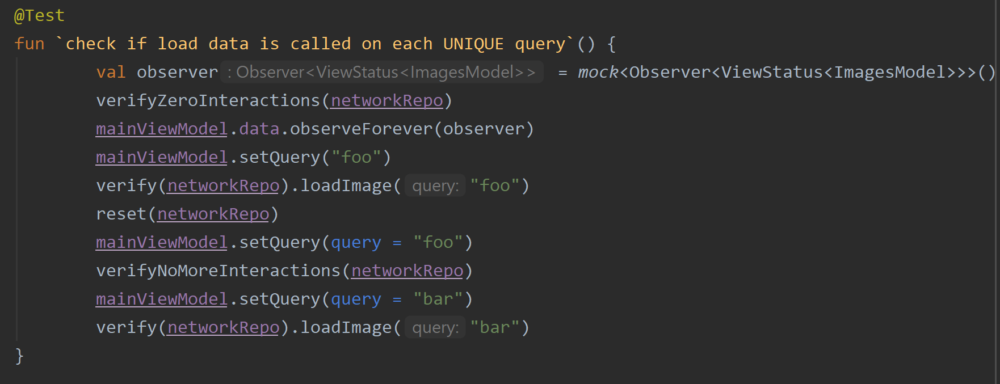 @Test
fun `check if load data is called on each UNIQUE query`() {
val observer : Observer<ViewStatus<ImagesModel>> = mock<Observer<ViewStatus<ImagesModel>>>()
verifyZeroInteractions(networkRepo)
mainViewModel.data.observeForever(observer)
mainViewModel.setQuery("foo")
verify(networkRepo).loadImage( query: "foo")
reset(networkRepo)
mainViewModel.setQuery(query = "foo")
verifyNoMoreInteractions(networkRepo)
mainViewModel.setQuery(query = "bar")
verify(networkRepo).loadImage( query: "bar")
}